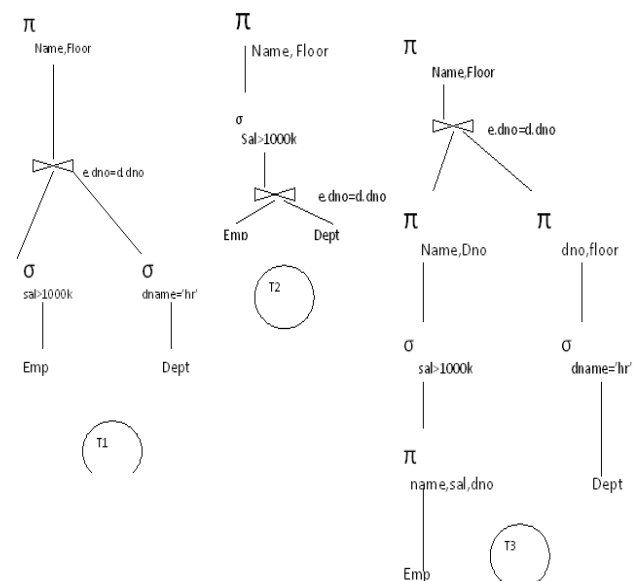 π
Name,Floor
e.dno=d.dno
σ
sal>1000k
Emp
σ
dname='hr'
Dept
T1
π
Name, Floor
σ
Sal>1000k
e.dno=d.dno
Emp
Dept
T2
π
Name,Floor
e.dno=d.dno
π
Name,Dno
σ
sal>1000k
π
name,sal,dno
Emp
π
dno,floor
σ
dname='hr'
Dept
T3